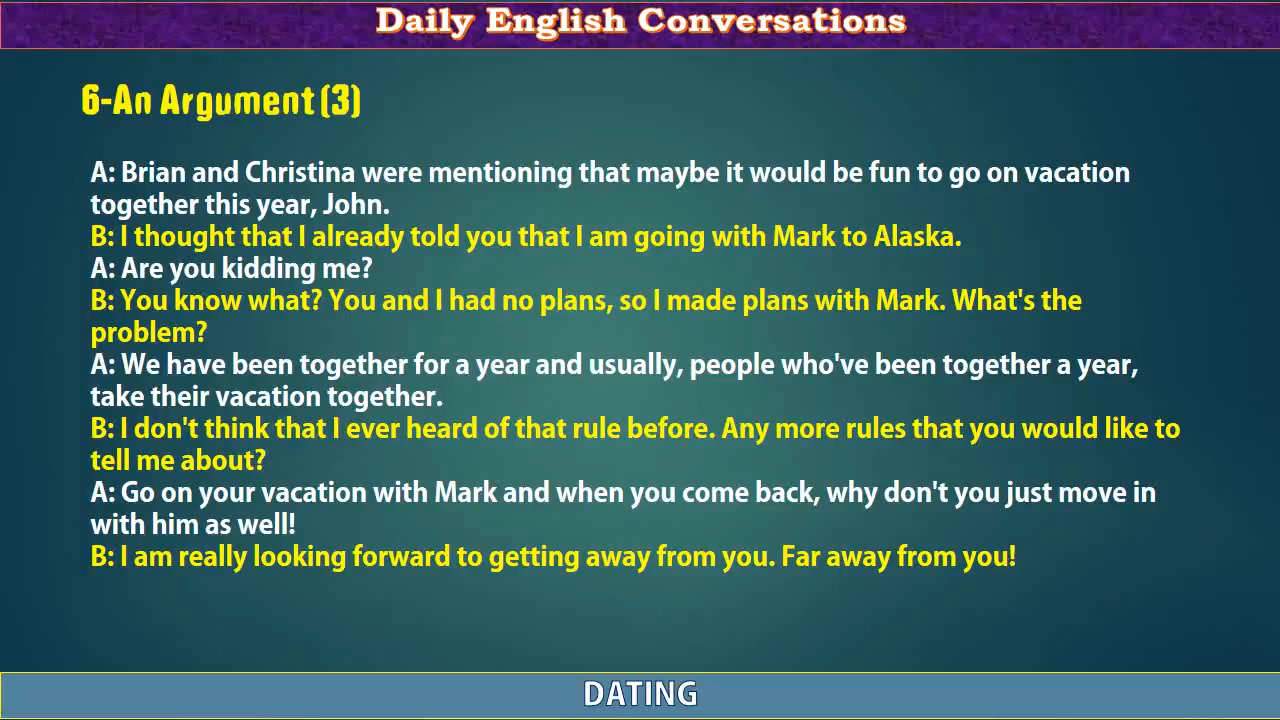 Daily English Conversations
6-An Argument(3)
A: Brian and Christina were mentioning that maybe it would be fun to go on vacation
together this year, John.
B: I thought that I already told you that I am going with Mark to Alaska.
A: Are you kidding me?
B: You know what? You and I had no plans, so I made plans with Mark. What's the
problem?
A: We have been together for a year and usually, people who've been together a year,
take their vacation together.
B: I don't think that I ever heard of that rule before. Any more rules that you would like to
tell me about?
A: Go on your vacation with Mark and when you come back, why don't you just move in
with him as well!
B: I am really looking forward to getting away from you. Far away from you!
DATING